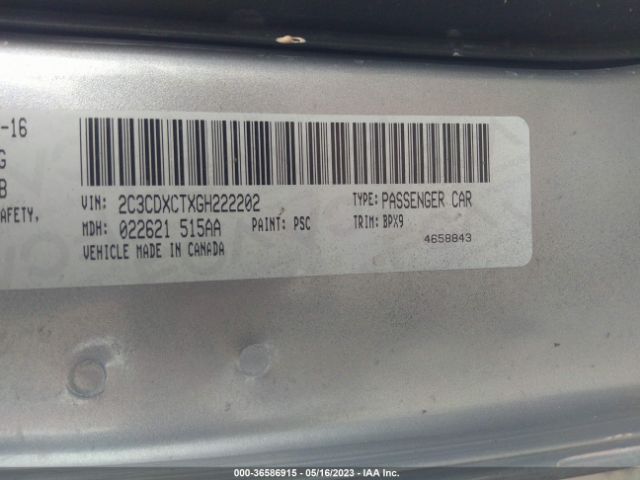 -16
G
B
AFETY,
VIN: 2C3CDXCTXGH222202
TYPE: PASSENGER CAR
MDH: 022621 515AA
PAINT: PSC
TRIM: BPX9
VEHICLE MADE IN CANADA
4658843
000-36586915 - 05/16/2023 - IAA Inc.